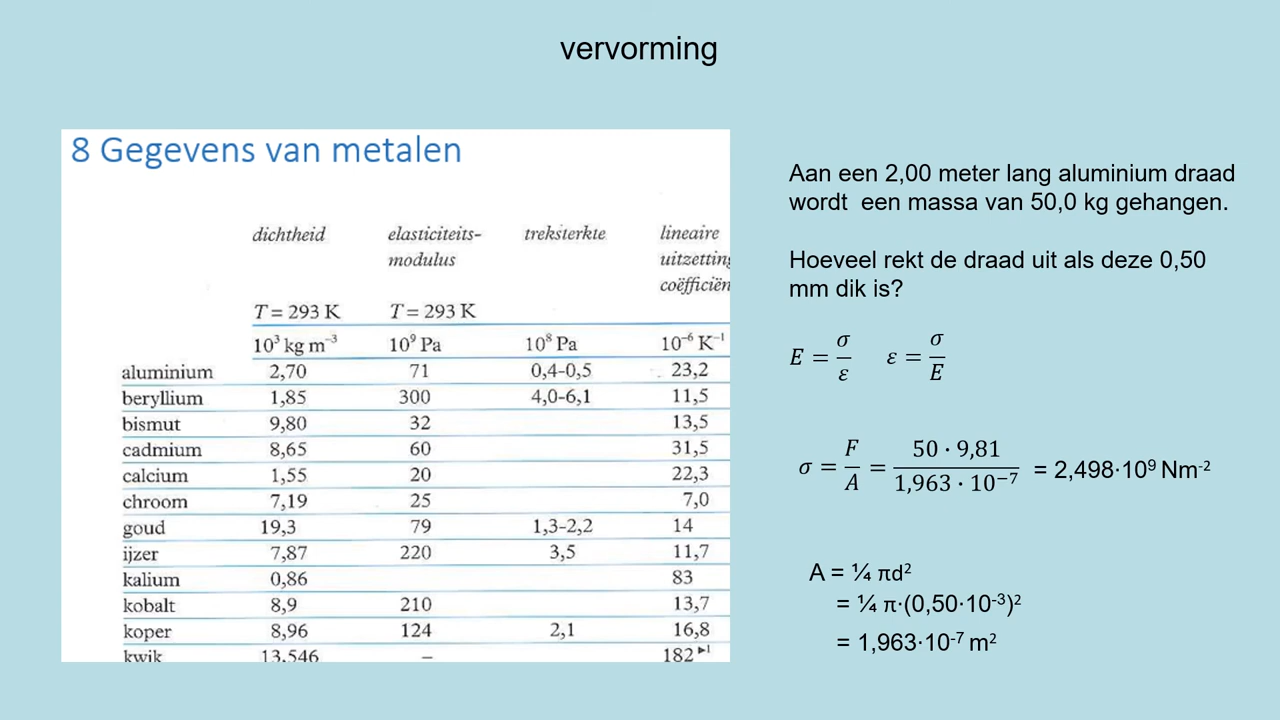 vervorming
8 Gegevens van metalen
dichtheid elasticiteits- treksterkte lineaire
modulus uitzetting
coëfficiën
T = 293 K T = 293 K
10³ kg m⁻³ 10⁹ Pa 10⁸ Pa 10⁻⁶ K⁻¹
aluminium 2,70 71 0,4-0,5 23,2
beryllium 1,85 300 4,0-6,1 11,5
bismut 9,80 32 13,5
cadmium 8,65 60 31,5
calcium 1,55 20 22,3
chroom 7,19 25 7,0
goud 19,3 79 1,3-2,2 14
ijzer 7,87 220 3,5 11,7
kalium 0,86 83
kobalt 8,9 210 13,7
koper 8,96 124 2,1 16,8
kwik 13,546 – 182 ►1
Aan een 2,00 meter lang aluminium draad
wordt een massa van 50,0 kg gehangen.
Hoeveel rekt de draad uit als deze 0,50
mm dik is?
E = σ/ε ε = σ/E
σ = F/A = 50 · 9,81 / 1,963 · 10⁻⁷ = 2,498·10⁹ Nm⁻²
A = ¼ πd²
= ¼ π·(0,50·10⁻³)²
= 1,963·10⁻⁷ m²